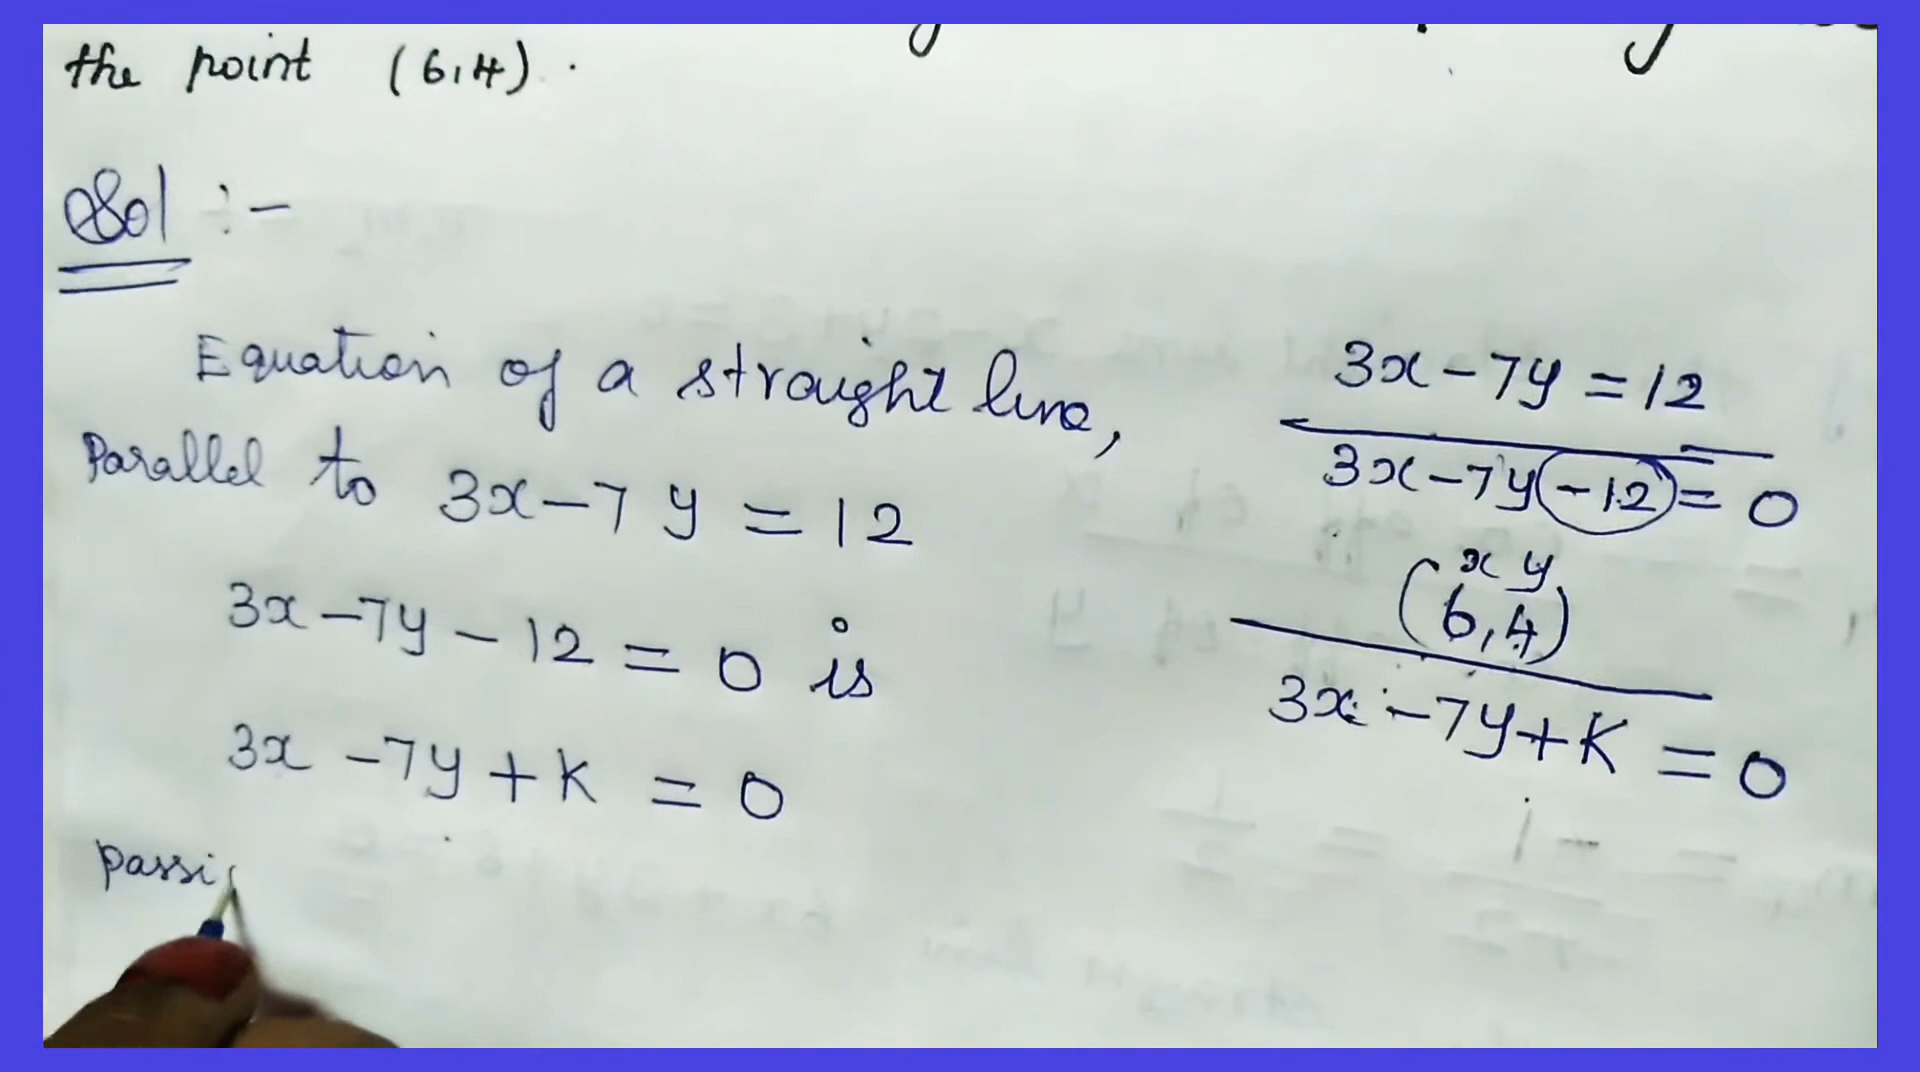 the point (6,4).
Sol :-
Equation of a straight line,
Parallel to 3x-7y = 12
3x-7y-12 = 0 is
3x-7y+k = 0
passi
3x-7y = 12
3x-7y-12 = 0
x y
(6,4)
3x-7y+k = 0